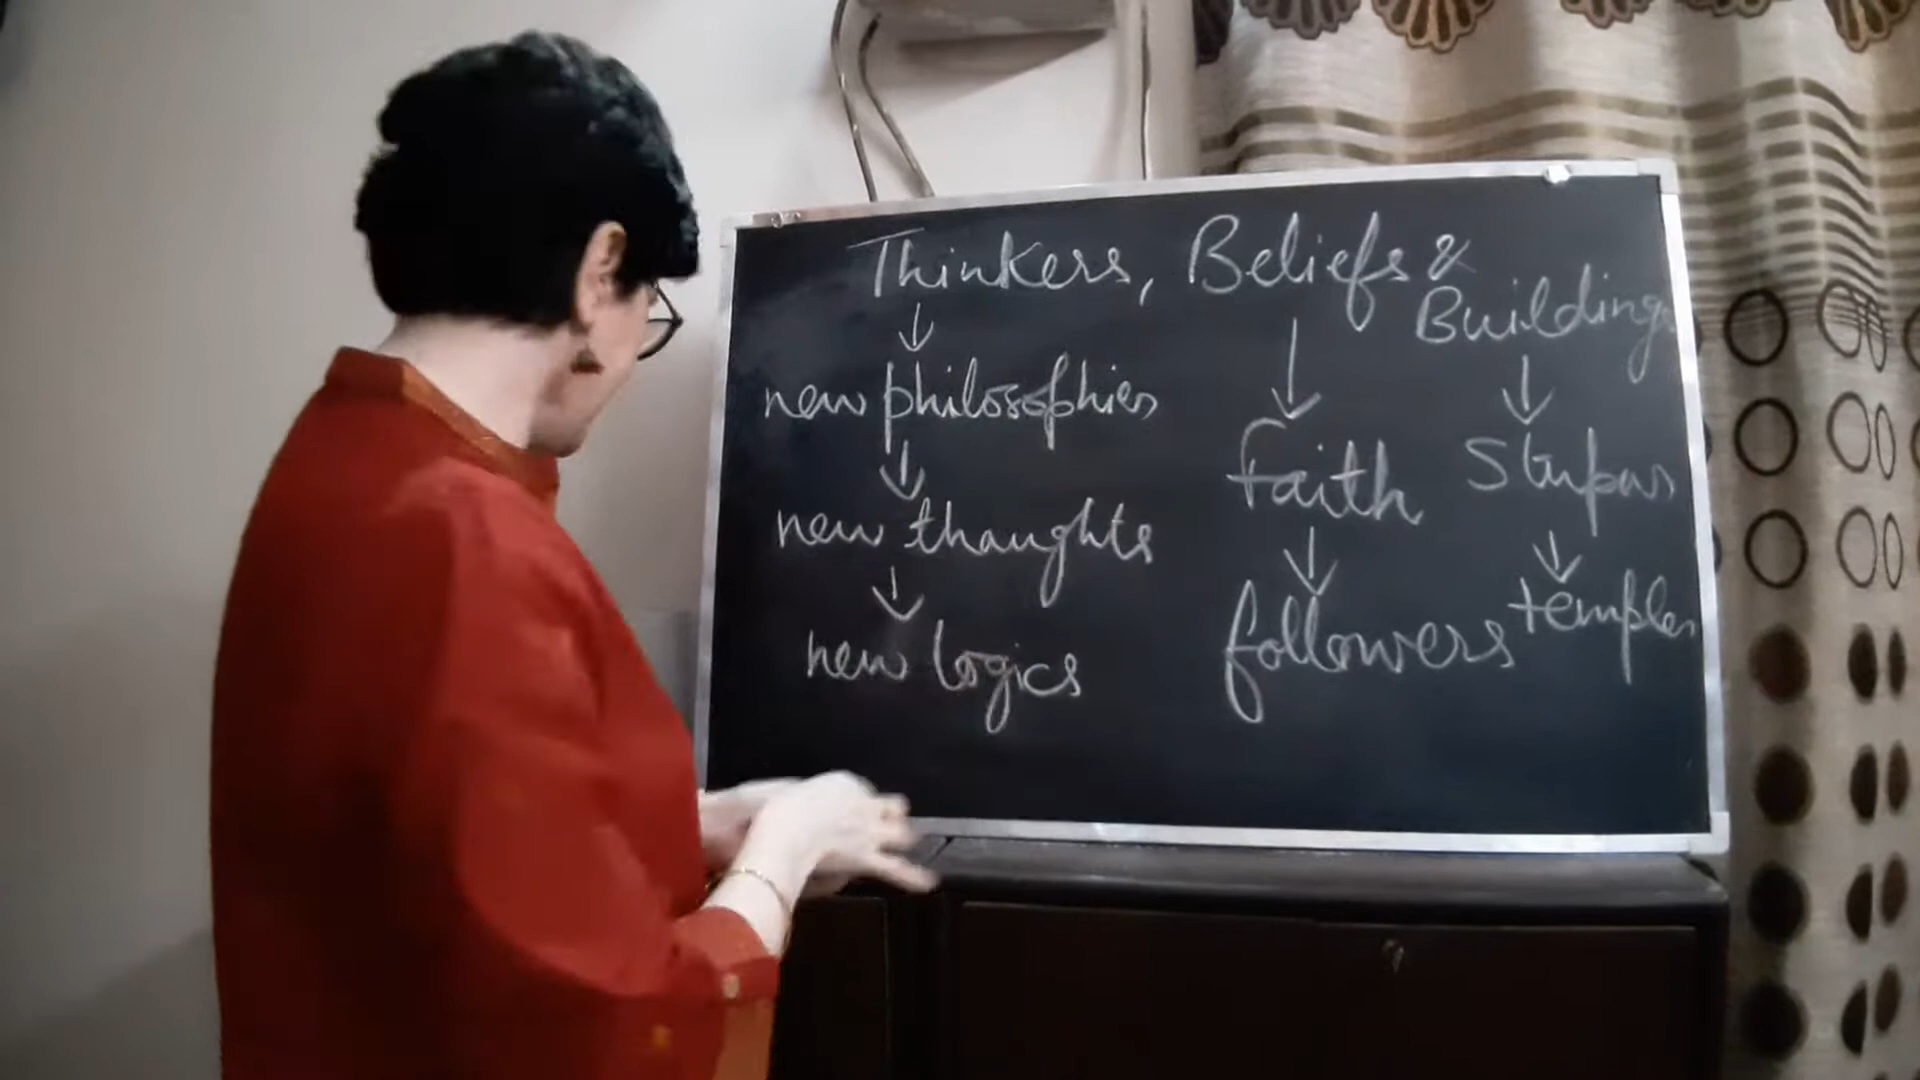 Thinkers, Beliefs &
Buildings
new philosophies
Faith
Stupas
new thoughts
followers
temples
new logics